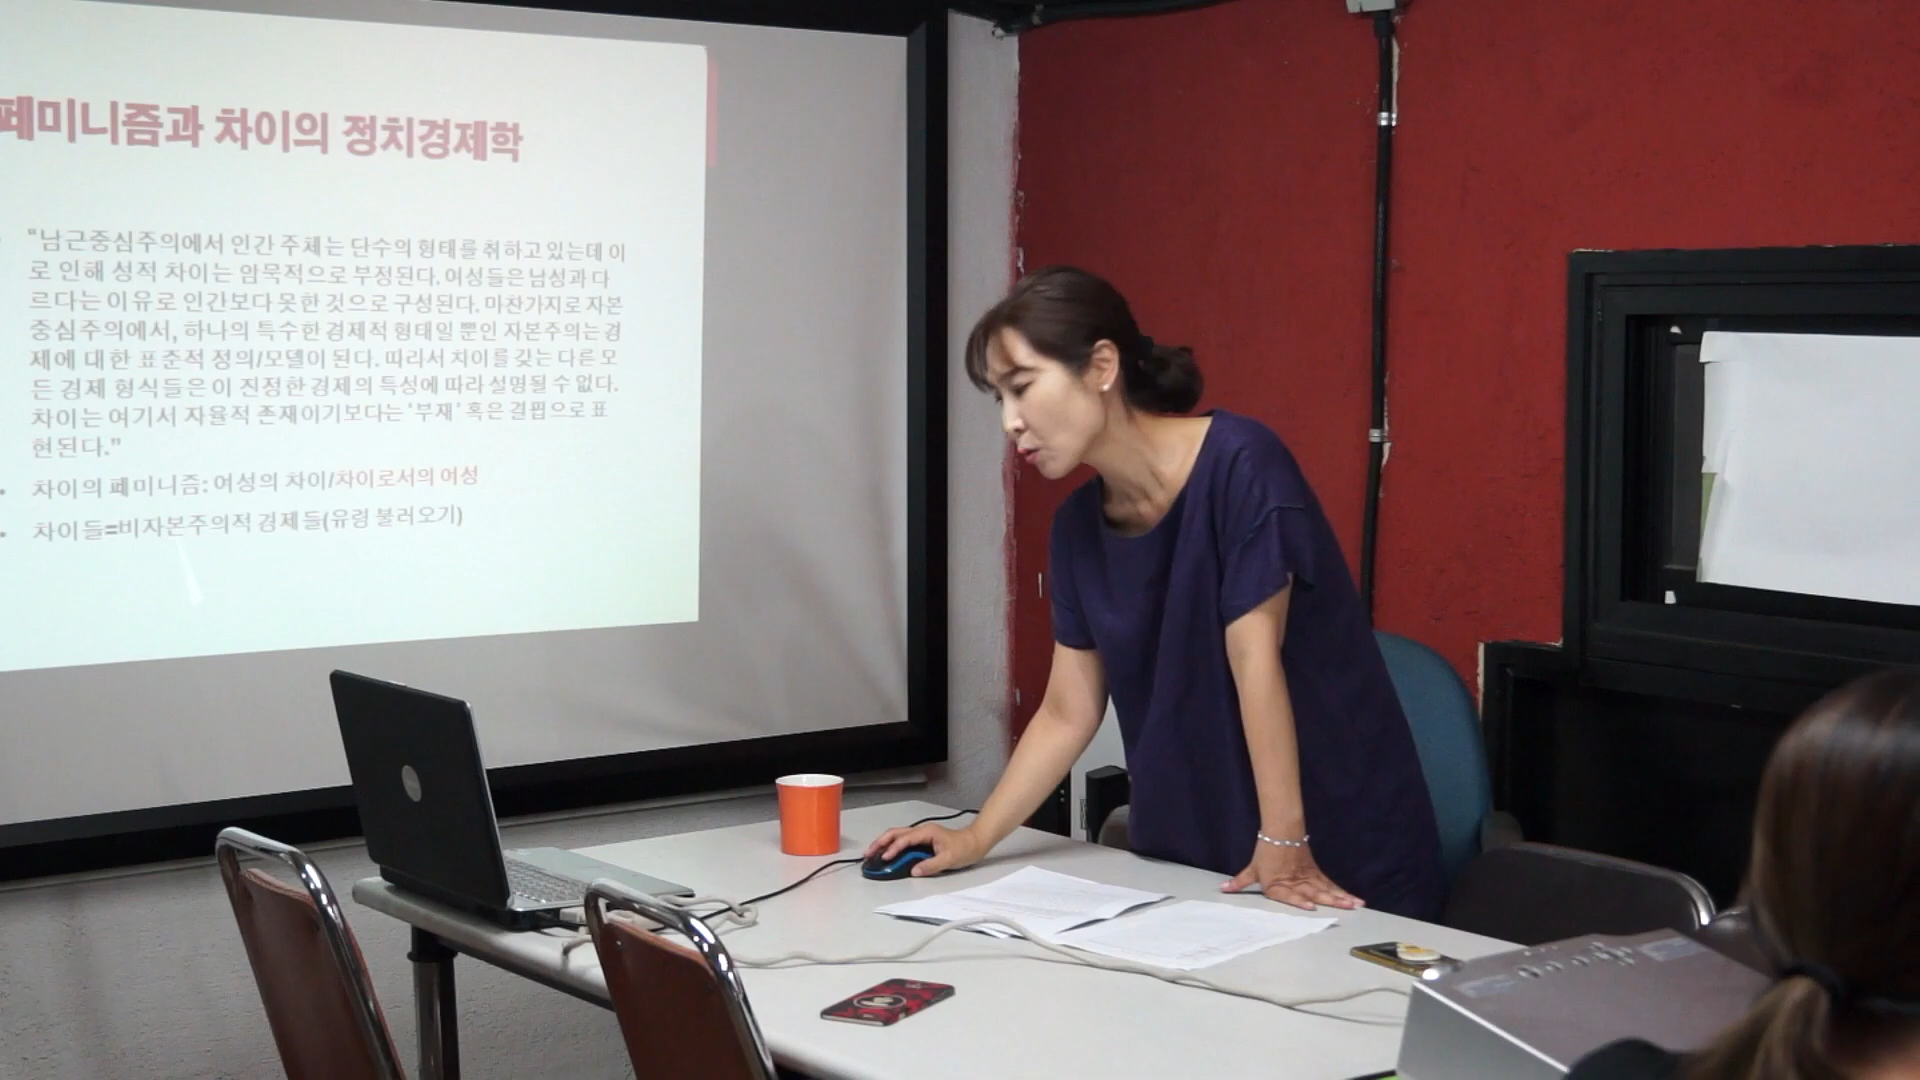 페미니즘과 차이의 정치경제학
“남근중심주의에서 인간 주체는 단수의 형태를 취하고 있는데 이
로 인해 성적 차이는 암묵적으로 부정된다. 여성들은 남성과 다
르다는 이유로 인간보다 못한 것으로 구성된다. 마찬가지로 자본
중심주의에서, 하나의 특수한 경제적 형태일 뿐인 자본주의는 경
제에 대한 표준적 정의/모델이 된다. 따라서 차이를 갖는 다른 모
든 경제 형식들은 이 진정한 경제의 특성에 따라 설명될 수 없다.
차이는 여기서 자율적 존재이기보다는 ‘부재’ 혹은 결핍으로 표
현된다.”
• 차이의 페미니즘: 여성의 차이/차이로서의 여성
• 차이들=비자본주의적 경제들(유령 불러오기)